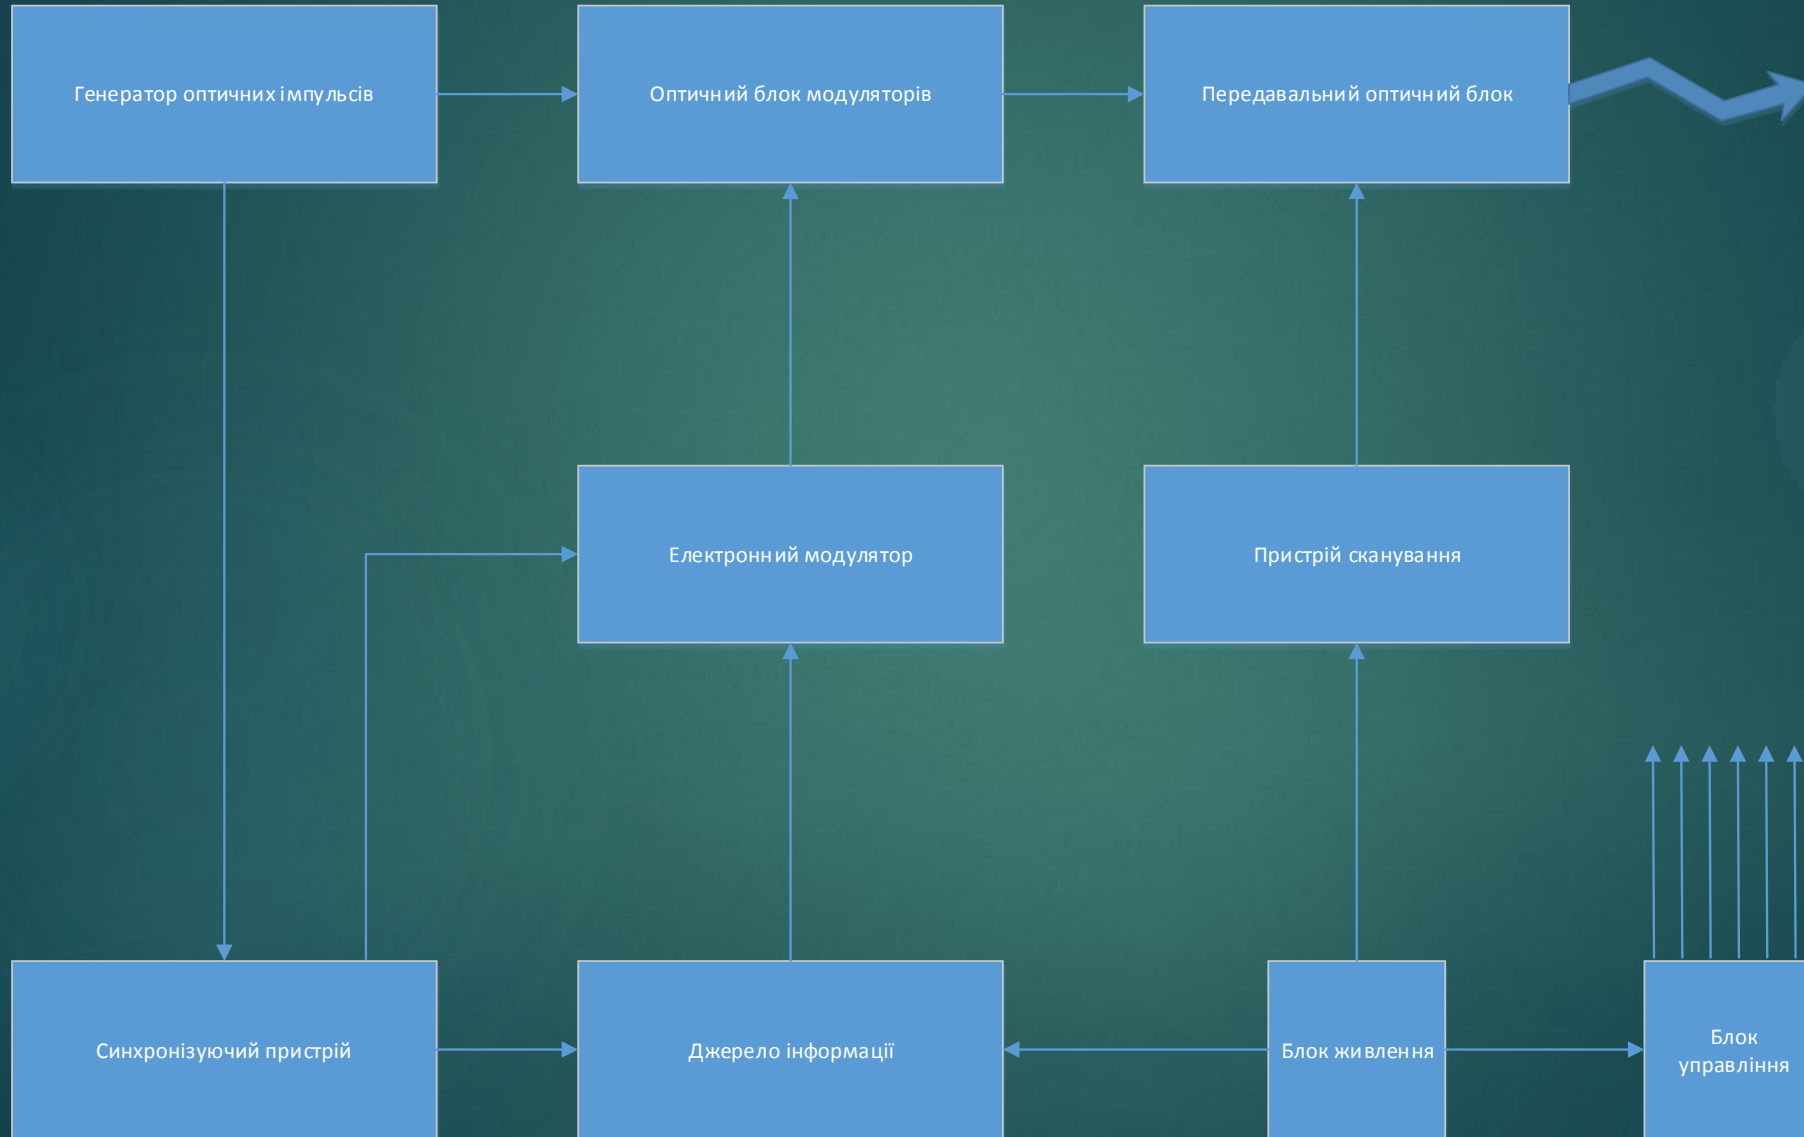 Генератор оптичних імпульсів
Оптичний блок модуляторів
Передавальний оптичний блок
Електронний модулятор
Пристрій сканування
Синхронізуючий пристрій
Джерело інформації
Блок живлення
Блок
управління